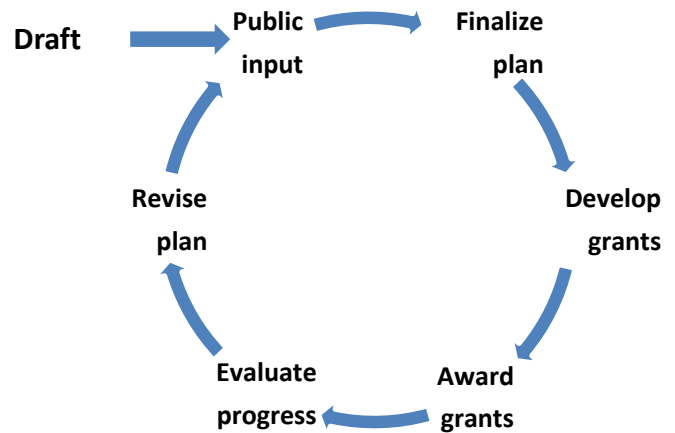 Draft
Public
input
Finalize
plan
Develop
grants
Award
grants
Evaluate
progress
Revise
plan